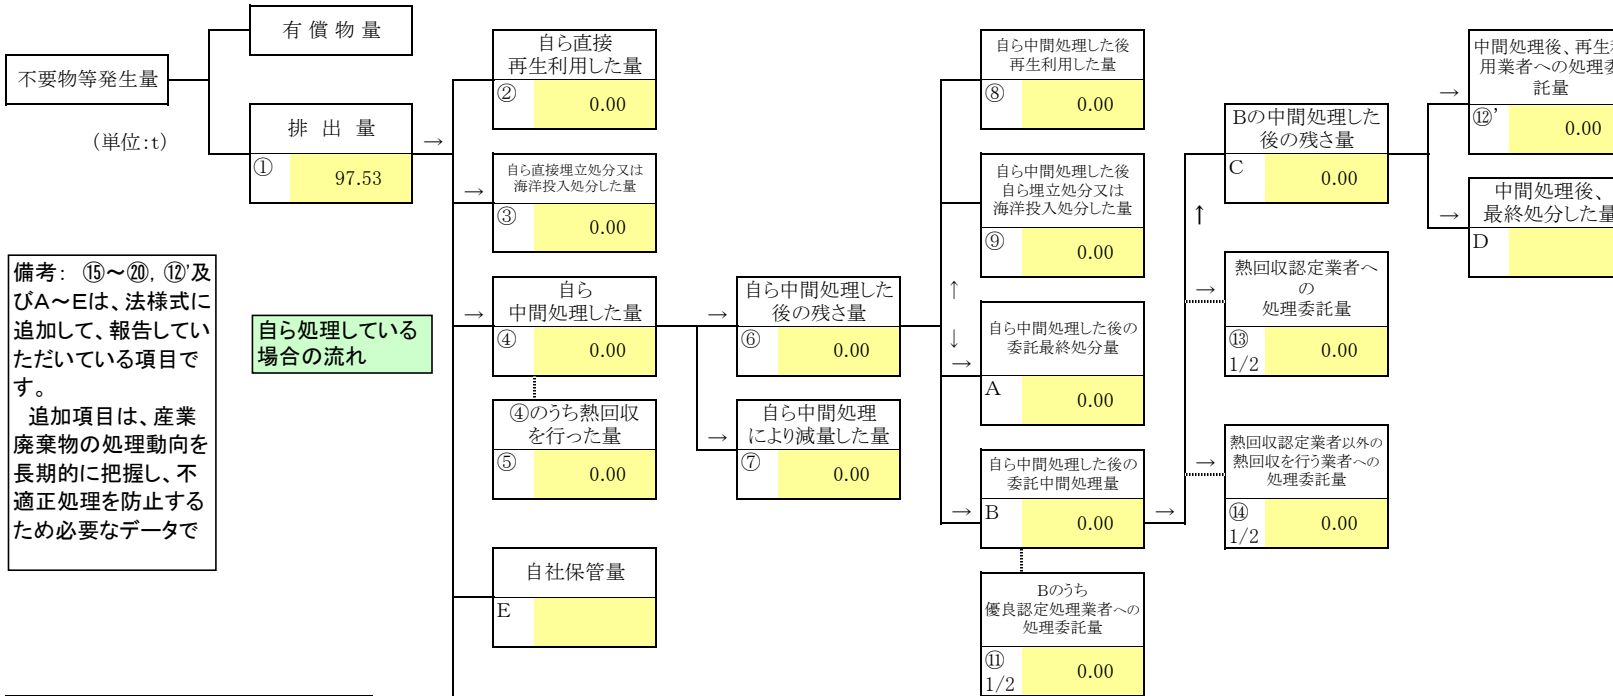 有 償 物 量
不要物等発生量
(単位:t)
排 出 量
→
①
97.53
備考： ⑮～⑳, ⑫'及
びA～Eは、法様式に
追加して、報告してい
ただいている項目で
す。
追加項目は、産業
廃棄物の処理動向を
長期的に把握し、不
適正処理を防止する
ため必要なデータで
自ら処理している
場合の流れ
自ら直接
再生利用した量
②
0.00
→
自ら直接埋立処分又は
海洋投入処分した量
③
0.00
→
自ら
中間処理した量
④
0.00
④のうち熱回収
を行った量
⑤
0.00
自社保管量
E
→
自ら中間処理した
後の残さ量
⑥
0.00
→
自ら中間処理
により減量した量
⑦
0.00
自ら中間処理した後
再生利用した量
⑧
0.00
自ら中間処理した後
自ら埋立処分又は
海洋投入処分した量
⑨
0.00
↑
↓
→
自ら中間処理した後の
委託最終処分量
A
0.00
自ら中間処理した後の
委託中間処理量
→
B
0.00
→
Bのうち
優良認定処理業者への
処理委託量
⑪
1/2
0.00
Bの中間処理した
後の残さ量
C
0.00
↑
→
熱回収認定業者へ
の
処理委託量
⑬
1/2
0.00
→
熱回収認定業者以外の
熱回収を行う業者への
処理委託量
⑭
1/2
0.00
→
中間処理後、再生
用業者への処理委
託量
⑫'
0.00
→
中間処理後、
最終処分した量
D